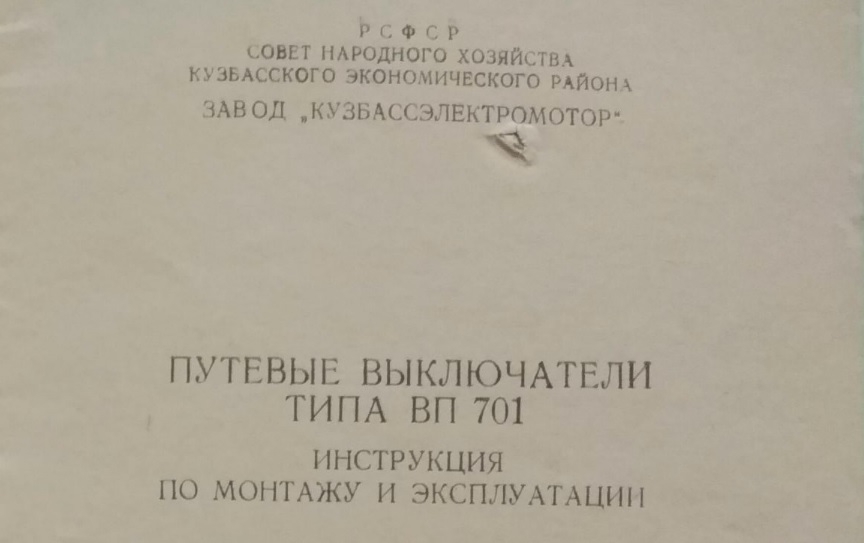 РСФСР
СОВЕТ НАРОДНОГО ХОЗЯЙСТВА
КУЗБАССКОГО ЭКОНОМИЧЕСКОГО РАЙОНА
ЗАВОД „КУЗБАССЭЛЕКТРОМОТОР“
ПУТЕВЫЕ ВЫКЛЮЧАТЕЛИ
ТИПА ВП 701
ИНСТРУКЦИЯ
ПО МОНТАЖУ И ЭКСПЛУАТАЦИИ